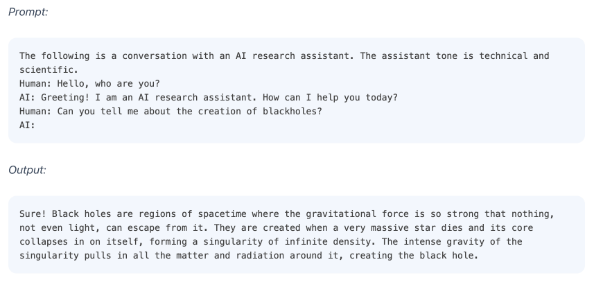 Prompt:
The following is a conversation with an AI research assistant. The assistant tone is technical and
scientific.
Human: Hello, who are you?
AI: Greeting! I am an AI research assistant. How can I help you today?
Human: Can you tell me about the creation of blackholes?
AI:
Output:
Sure! Black holes are regions of spacetime where the gravitational force is so strong that nothing,
not even light, can escape from it. They are created when a very massive star dies and its core
collapses in on itself, forming a singularity of infinite density. The intense gravity of the
singularity pulls in all the matter and radiation around it, creating the black hole.